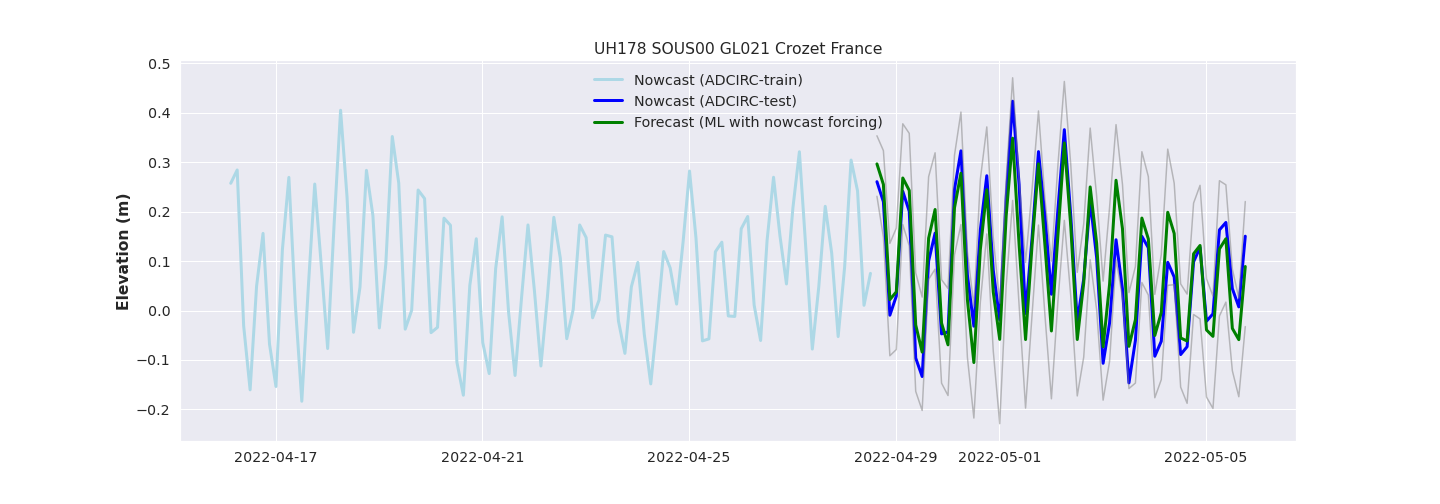 UH178 SOUS00 GL021 Crozet France
Nowcast (ADCIRC-train)
Nowcast (ADCIRC-test)
Forecast (ML with nowcast forcing)
Elevation (m)
0.5
0.4
0.3
0.2
0.1
0.0
−0.1
−0.2
2022-04-17 2022-04-21 2022-04-25 2022-04-29 2022-05-01 2022-05-05